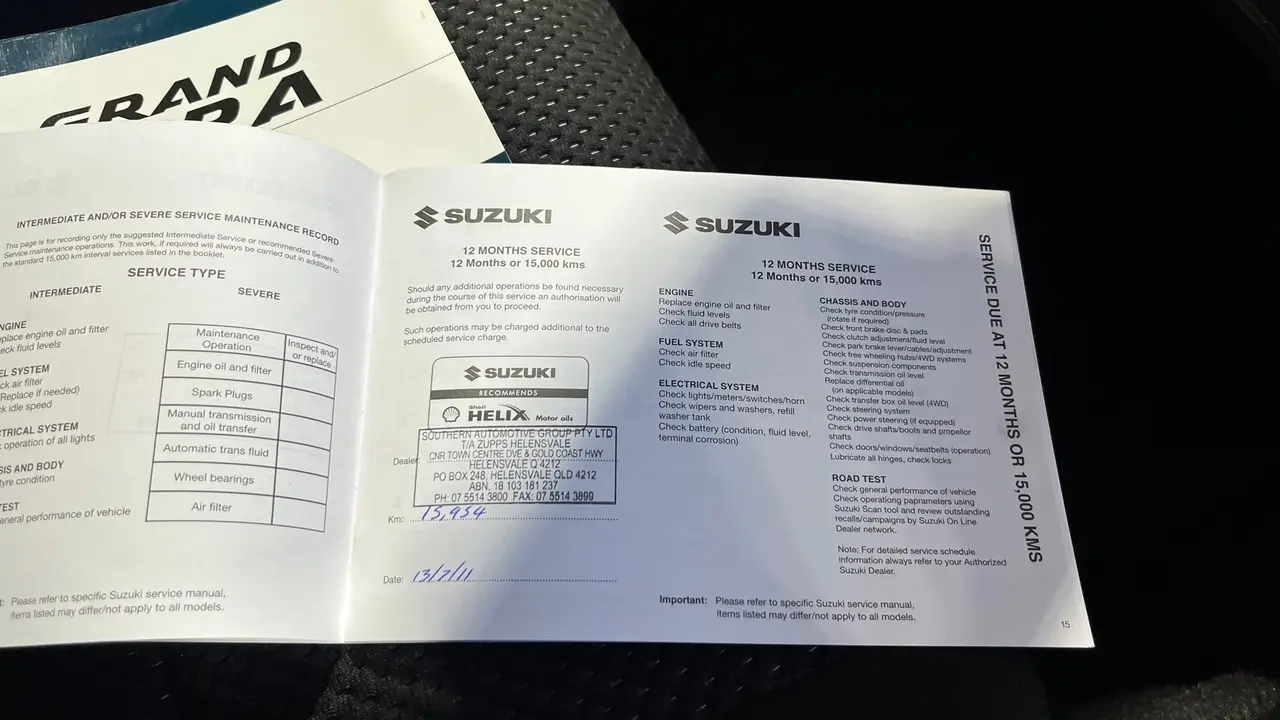 GRAND
INTERMEDIATE AND/OR SEVERE SERVICE MAINTENANCE RECORD
This page is for recording only the suggested Intermediate Service or recommended Severe
Service maintenance operations. This work, if required will always be carried out in addition to
the standard 15,000 km interval services listed in the booklet.
SERVICE TYPE
INTERMEDIATE
SEVERE
engine oil and filter
fluid levels
SYSTEM
air filter
(Replace if needed)
idle speed
SYSTEM
operation of all lights
AND BODY
tyre condition
TEST
general performance of vehicle
Maintenance
Operation
Inspect and/
or replace
Engine oil and filter
Spark Plugs
Manual transmission
and oil transfer
Automatic trans fluid
Wheel bearings
Air filter
Please refer to specific Suzuki service manual,
items listed may differ/not apply to all models.
SUZUKI
12 MONTHS SERVICE
12 Months or 15,000 kms
Should any additional operations be found necessary
during the course of this service an authorisation will
be obtained from you to proceed.
Such operations may be charged additional to the
scheduled service charge.
SUZUKI
RECOMMENDS
Shell
HELIX Motor oils
SOUTHERN AUTOMOTIVE GROUP PTY LTD
T/A ZUPPS HELENSVALE
Dealer CNR TOWN CENTRE DVE & GOLD COAST HWY
HELENSVALE Q 4212
PO BOX 248, HELENSVALE QLD 4212
ABN. 18 103 181 237
PH: 07 5514 3800 FAX: 07 5514 3899
Km: 15,954
Date: 13/7/11
SUZUKI
12 MONTHS SERVICE
12 Months or 15,000 kms
ENGINE
Replace engine oil and filter
Check fluid levels
Check all drive belts
FUEL SYSTEM
Check air filter
Check idle speed
ELECTRICAL SYSTEM
Check lights/meters/switches/horn
Check wipers and washers, refill
washer tank
Check battery (condition, fluid level,
terminal corrosion)
CHASSIS AND BODY
Check tyre condition/pressure
(rotate if required)
Check front brake disc & pads
Check clutch adjustment/fluid level
Check park brake lever/cables/adjustment
Check free wheeling hubs/4WD systems
Check suspension components
Check transmission oil level
Replace differential oil
(on applicable models)
Check transfer box oil level (4WD)
Check steering system
Check power steering (if equipped)
Check drive shafts/boots and propellor
shafts
Check doors/windows/seatbelts (operation)
Lubricate all hinges, check locks
ROAD TEST
Check general performance of vehicle
Check operating paprameters using
Suzuki Scan tool and review outstanding
recalls/campaigns by Suzuki On Line
Dealer network.
Note: For detailed service schedule
information always refer to your Authorized
Suzuki Dealer.
Important: Please refer to specific Suzuki service manual,
items listed may differ/not apply to all models.
SERVICE DUE AT 12 MONTHS OR 15,000 KMS
15